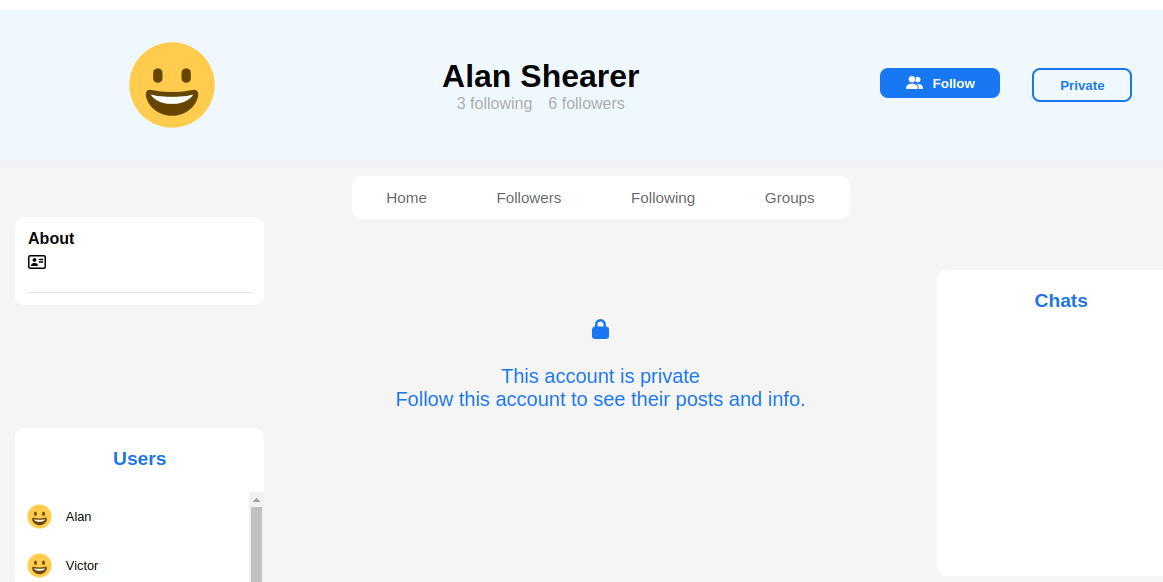 Alan Shearer
3 following 6 followers
Follow
Private
Home Followers Following Groups
About
This account is private
Follow this account to see their posts and info.
Chats
Users
Alan
Victor